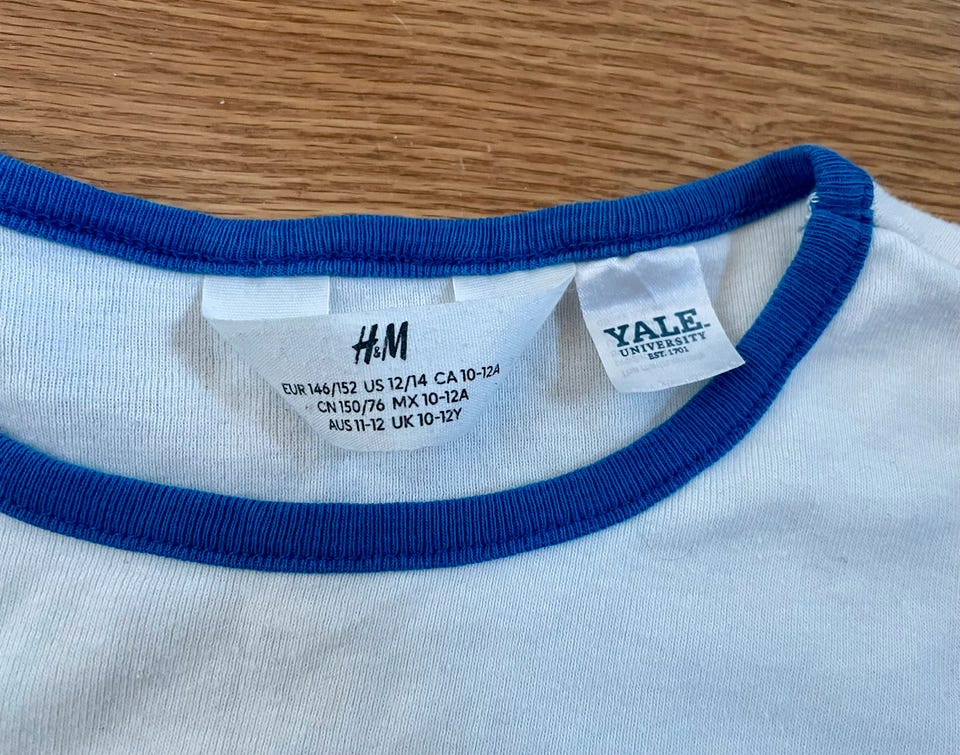 H&M
EUR 146/152 US 12/14 CA 10-12A
CN 150/76 MX 10-12A
AUS 11-12 UK 10-12Y
YALE
UNIVERSITY
EST. 1701